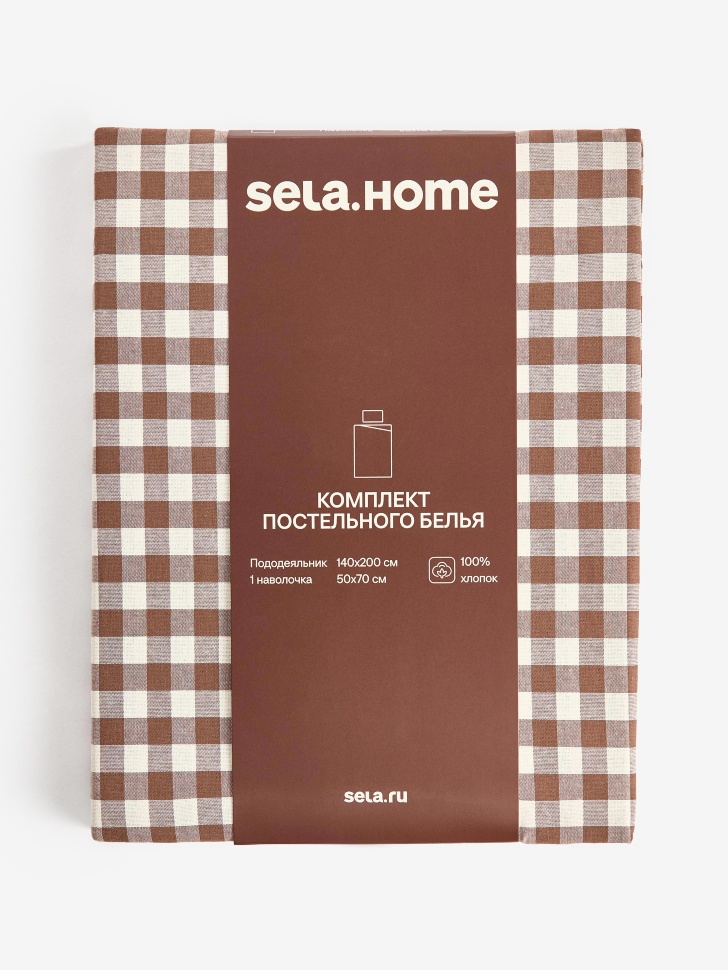 sela.Home
КОМПЛЕКТ
ПОСТЕЛЬНОГО БЕЛЬЯ
Пододеяльник 140x200 см
1 наволочка 50x70 см
100%
хлопок
sela.ru